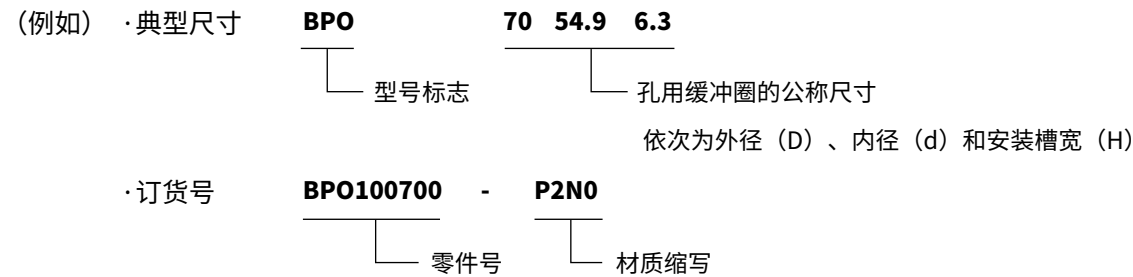 （例如） ·典型尺寸 BPO 70 54.9 6.3
型号标志 孔用缓冲圈的公称尺寸
依次为外径（D）、内径（d）和安装槽宽（H）
·订货号 BPO100700 - P2N0
零件号 材质缩写